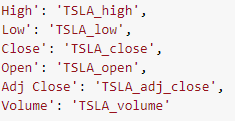 High': 'TSLA_high',
Low': 'TSLA_low',
Close': 'TSLA_close',
Open': 'TSLA_open',
Adj Close': 'TSLA_adj_close',
Volume': 'TSLA_volume'